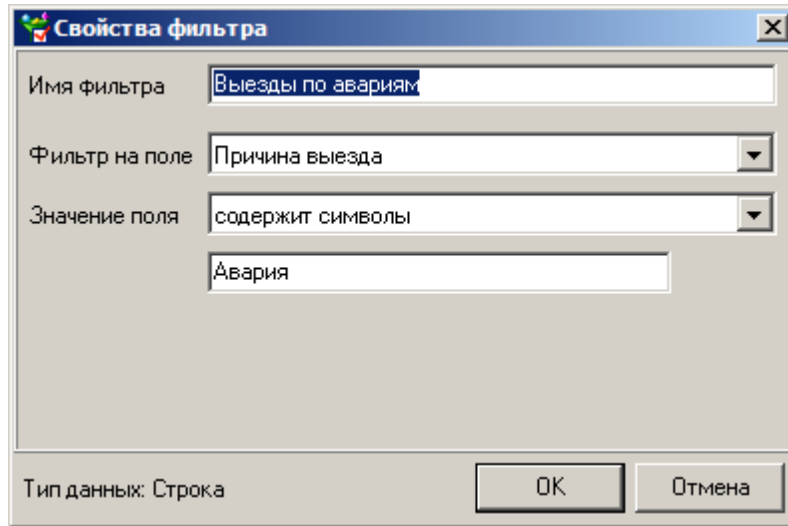 Свойства фильтра
Имя фильтра Выезды по авариям
Фильтр на поле Причина выезда
Значение поля содержит символы
Авария
Тип данных: Строка OK Отмена